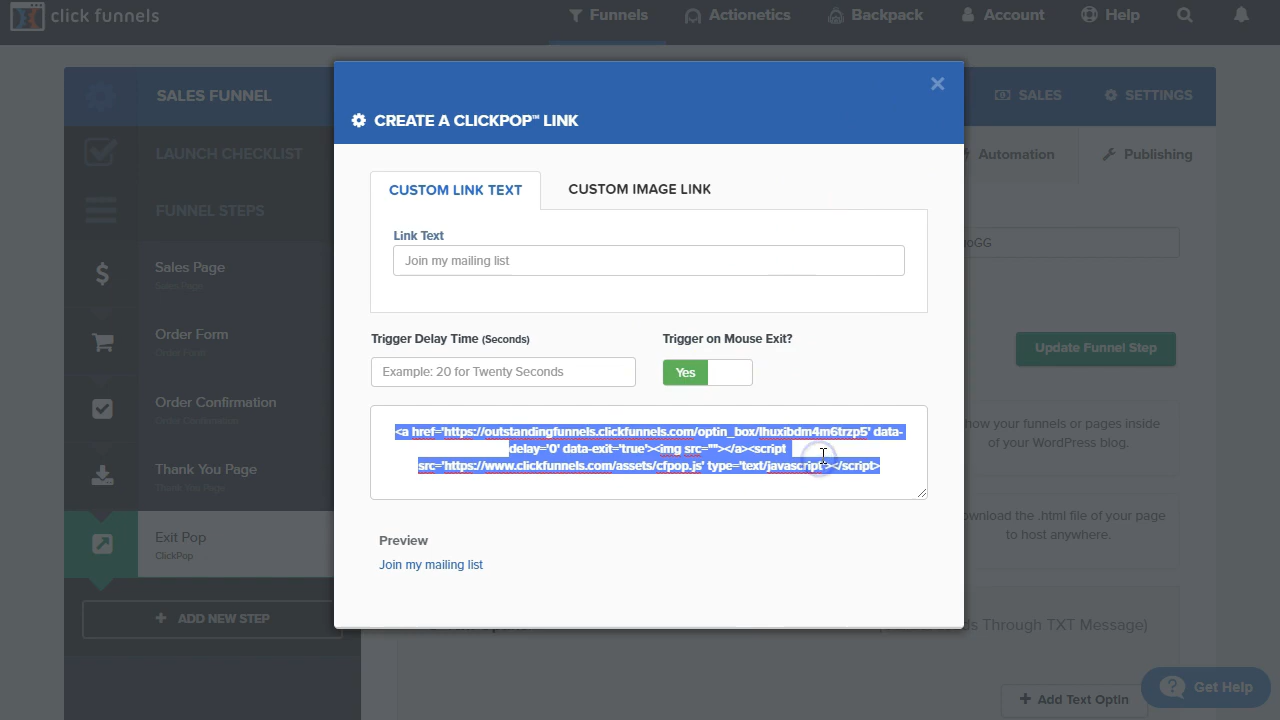 click funnels
Funnels
Actionetics
Backpack
Account
Help
SALES FUNNEL
SALES
SETTINGS
LAUNCH CHECKLIST
Automation
Publishing
FUNNEL STEPS
Sales Page
Sales Page
Order Form
Order Form
Order Confirmation
Order Confirmation
Thank You Page
Thank You Page
Exit Pop
ClickPop
+ ADD NEW STEP
CREATE A CLICKPOP™ LINK
×
CUSTOM LINK TEXT
CUSTOM IMAGE LINK
Link Text
Join my mailing list
Trigger Delay Time (Seconds)
Trigger on Mouse Exit?
Example: 20 for Twenty Seconds
Yes
<a href='https://outstandingfunnels.clickfunnels.com/optin_box/lhuxibdm4m6trzp5' data-
delay='0' data-exit='true'><img src=""></a><script
src='https://www.clickfunnels.com/assets/cfpop.js' type='text/javascript'></script>
Preview
Join my mailing list
Update Funnel Step
how your funnels or pages inside
of your WordPress blog.
ownload the .html file of your page
to host anywhere.
ds Through TXT Message)
+ Add Text Optin
Get Help